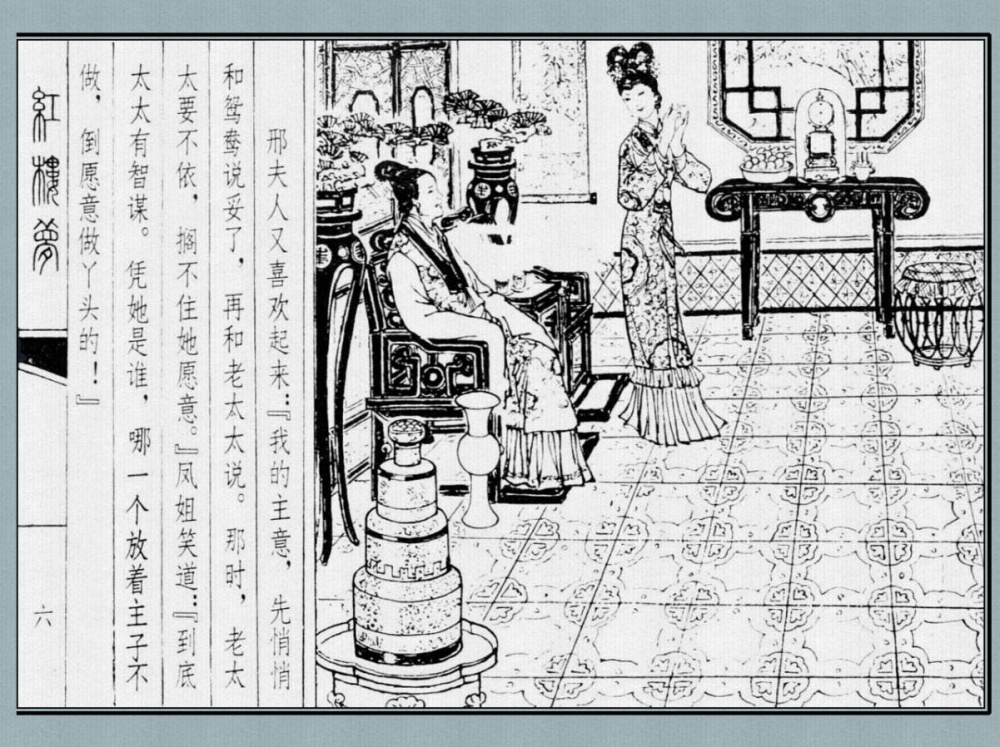 邢夫人又喜欢起来：『我的主意，先悄悄
和鸳鸯说妥了，再和老太太说。那时，老太
太要不依，搁不住她愿意。』凤姐笑道：『到底
太太有智谋。凭她是谁，哪一个放着主子不
做，倒愿意做丫头的！』
紅樓夢
六